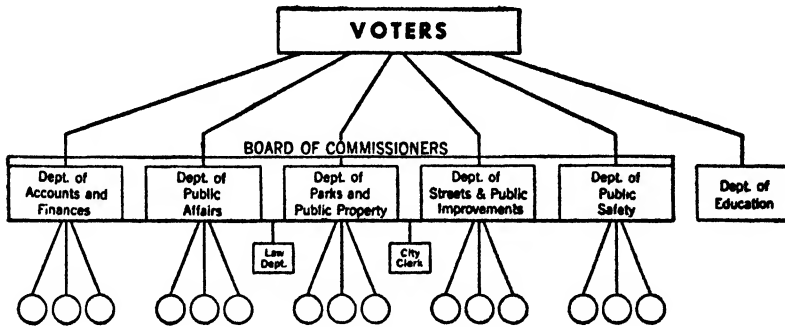 VOTERS
BOARD OF COMMISSIONERS
Dept. of
Accounts and
Finances
Dept. of
Public
Affairs
Dept. of
Parks and
Public Property
Dept. of
Streets & Public
Improvements
Dept. of
Public
Safety
Dept. of
Education
Law
Dept.
City
Clerk